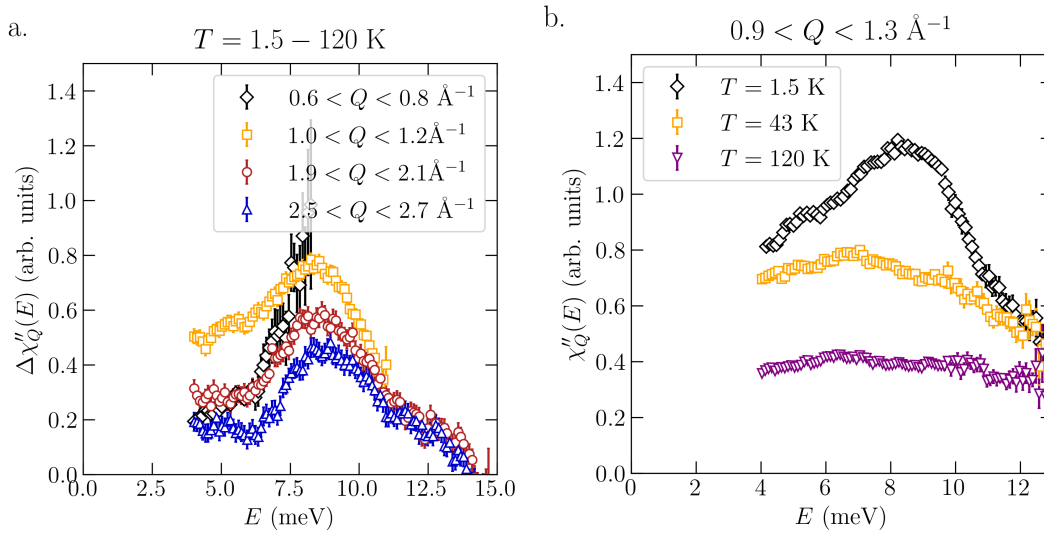 a.
T = 1.5 − 120 K
0.6 < Q < 0.8 Å⁻¹
1.0 < Q < 1.2Å⁻¹
1.9 < Q < 2.1Å⁻¹
2.5 < Q < 2.7 Å⁻¹
Δχ″Q(E) (arb. units)
1.4
1.2
1.0
0.8
0.6
0.4
0.2
0.0
0.0 2.5 5.0 7.5 10.0 12.5 15.0
E (meV)
b.
0.9 < Q < 1.3 Å⁻¹
T = 1.5 K
T = 43 K
T = 120 K
χ″Q(E) (arb. units)
1.4
1.2
1.0
0.8
0.6
0.4
0.2
0.0
0 2 4 6 8 10 12
E (meV)